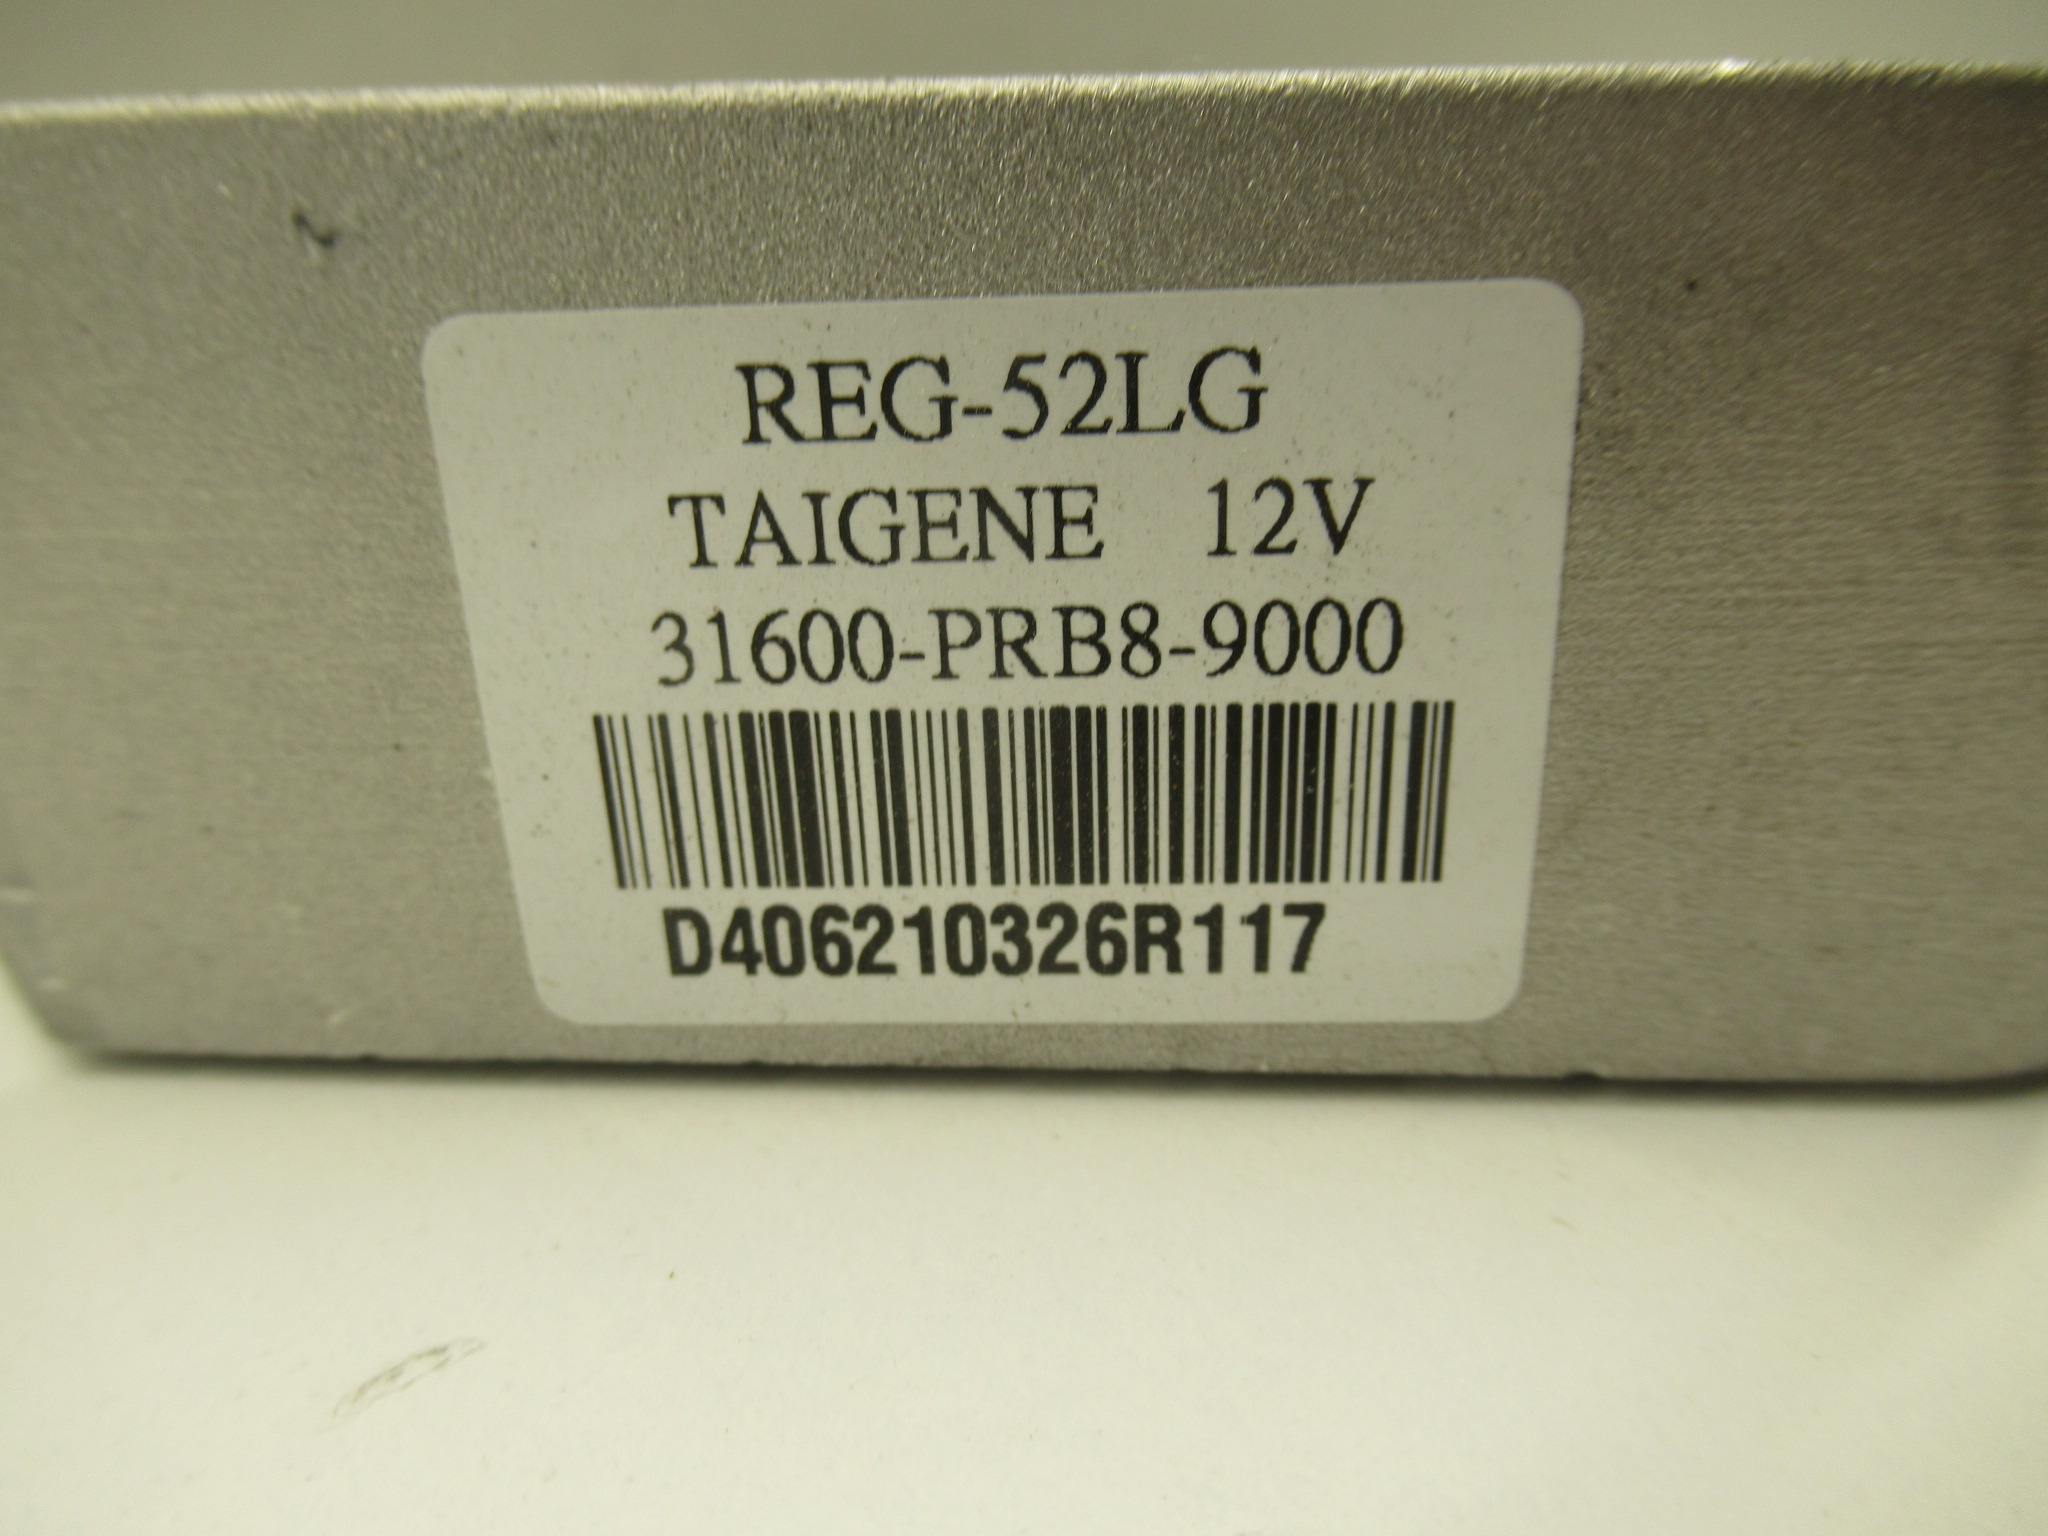 REG-52LG
TAIGENE 12V
31600-PRB8-9000
D406210326R117